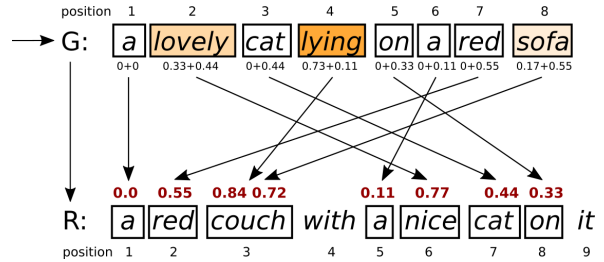 position 1 2 3 4 5 6 7 8
G: a lovely cat lying on a red sofa
0+0 0.33+0.44 0+0.44 0.73+0.11 0+0.33 0+0.11 0+0.55 0.17+0.55
0.0 0.55 0.84 0.72 0.11 0.77 0.44 0.33
R: a red couch with a nice cat on it
position 1 2 3 4 5 6 7 8 9